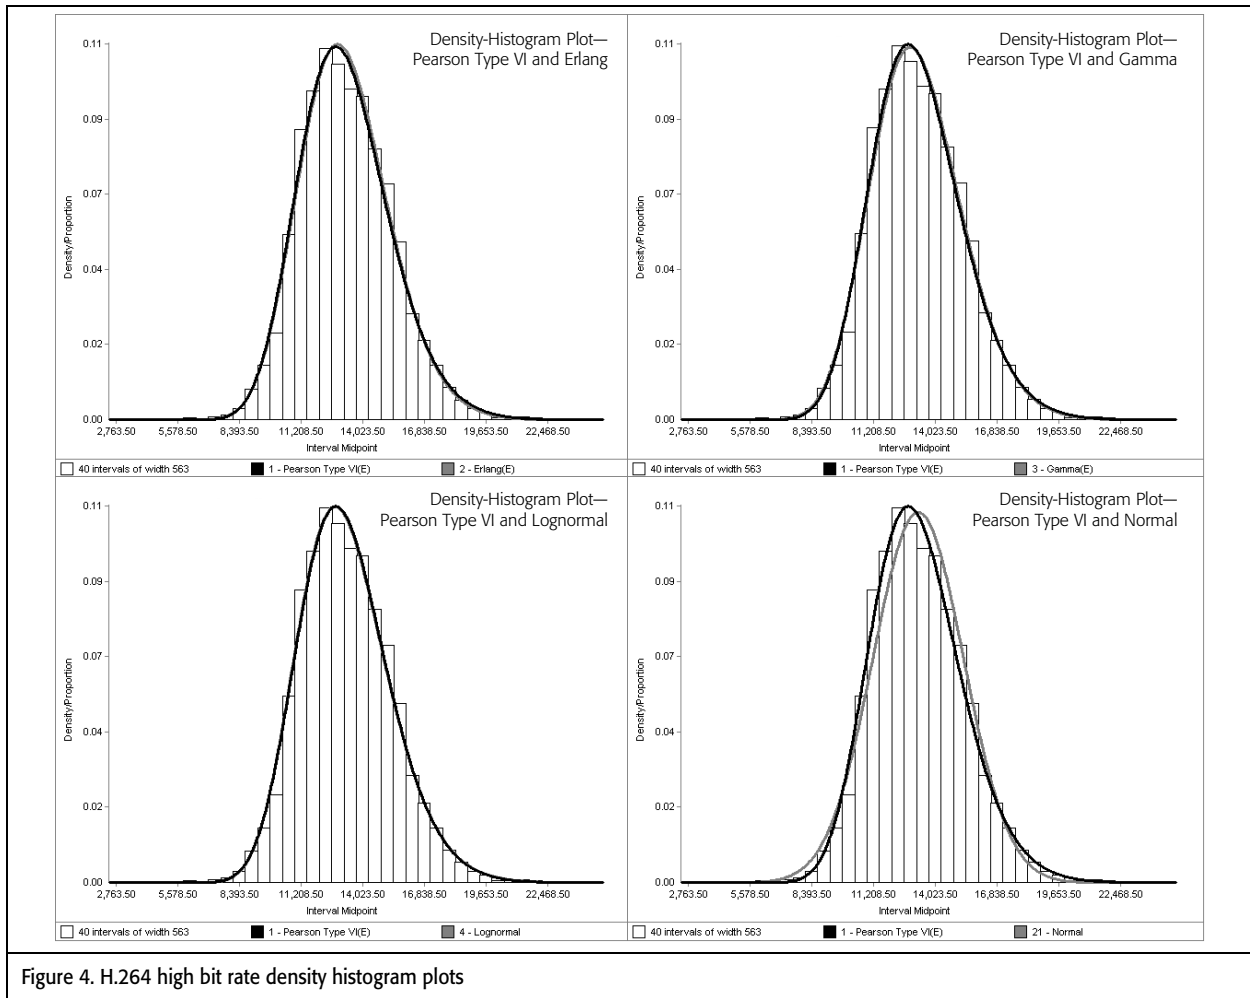 Density-Histogram Plot—
Pearson Type VI and Erlang
0.11
0.09
0.07
0.04
0.02
0.00
Density/Proportion
2,763.50 5,578.50 8,393.50 11,208.50 14,023.50 16,838.50 19,653.50 22,468.50
Interval Midpoint
40 intervals of width 563 1 - Pearson Type VI(E) 2 - Erlang(E)
Density-Histogram Plot—
Pearson Type VI and Gamma
0.11
0.09
0.07
0.04
0.02
0.00
Density/Proportion
2,763.50 5,578.50 8,393.50 11,208.50 14,023.50 16,838.50 19,653.50 22,468.50
Interval Midpoint
40 intervals of width 563 1 - Pearson Type VI(E) 3 - Gamma(E)
Density-Histogram Plot—
Pearson Type VI and Lognormal
0.11
0.09
0.07
0.04
0.02
0.00
Density/Proportion
2,763.50 5,578.50 8,393.50 11,208.50 14,023.50 16,838.50 19,653.50 22,468.50
Interval Midpoint
40 intervals of width 563 1 - Pearson Type VI(E) 4 - Lognormal
Density-Histogram Plot—
Pearson Type VI and Normal
0.11
0.09
0.07
0.04
0.02
0.00
Density/Proportion
2,763.50 5,578.50 8,393.50 11,208.50 14,023.50 16,838.50 19,653.50 22,468.50
Interval Midpoint
40 intervals of width 563 1 - Pearson Type VI(E) 21 - Normal
Figure 4. H.264 high bit rate density histogram plots